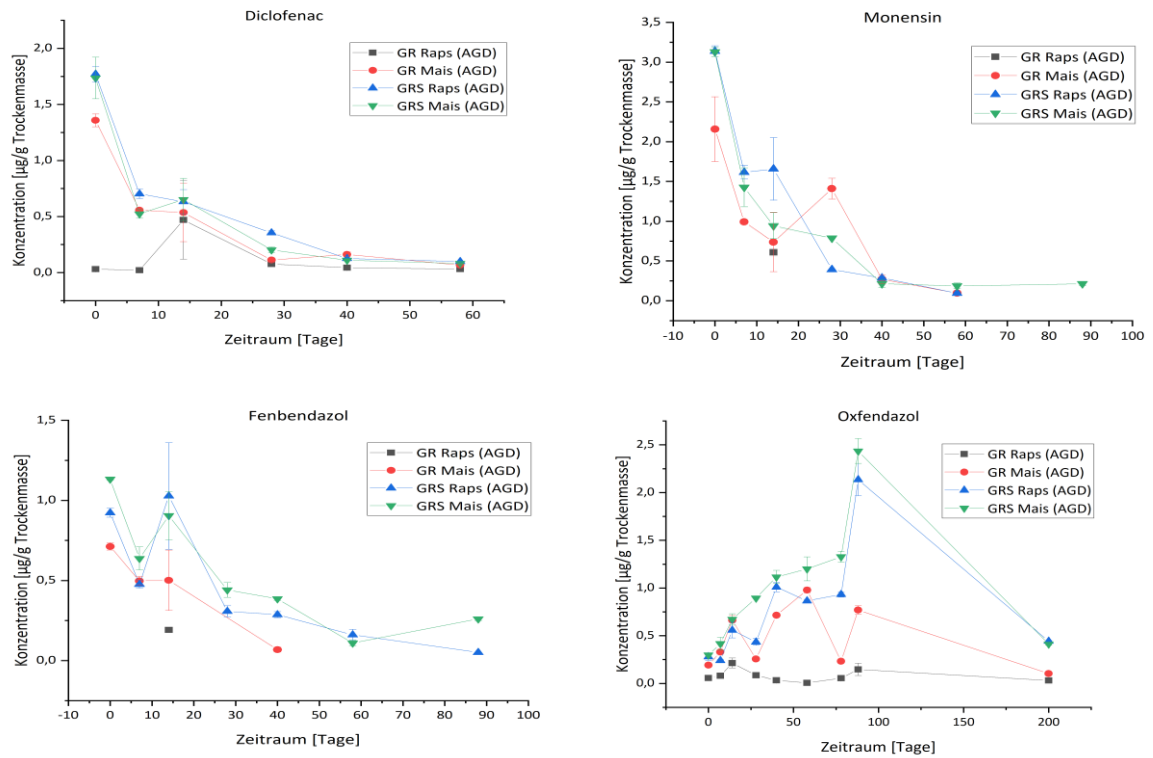 Diclofenac
Konzentration [µg/g Trockenmasse]
2,0
1,5
1,0
0,5
0,0
GR Raps (AGD)
GR Mais (AGD)
GRS Raps (AGD)
GRS Mais (AGD)
0 10 20 30 40 50 60
Zeitraum [Tage]
Monensin
Konzentration [µg/g Trockenmasse]
3,5
3,0
2,5
2,0
1,5
1,0
0,5
0,0
GR Raps (AGD)
GR Mais (AGD)
GRS Raps (AGD)
GRS Mais (AGD)
-10 0 10 20 30 40 50 60 70 80 90 100
Zeitraum [Tage]
Fenbendazol
Konzentration [µg/g Trockenmasse]
1,5
1,0
0,5
0,0
GR Raps (AGD)
GR Mais (AGD)
GRS Raps (AGD)
GRS Mais (AGD)
-10 0 10 20 30 40 50 60 70 80 90 100
Zeitraum [Tage]
Oxfendazol
Konzentration [µg/g Trockenmasse]
2,5
2,0
1,5
1,0
0,5
0,0
GR Raps (AGD)
GR Mais (AGD)
GRS Raps (AGD)
GRS Mais (AGD)
0 50 100 150 200
Zeitraum [Tage]